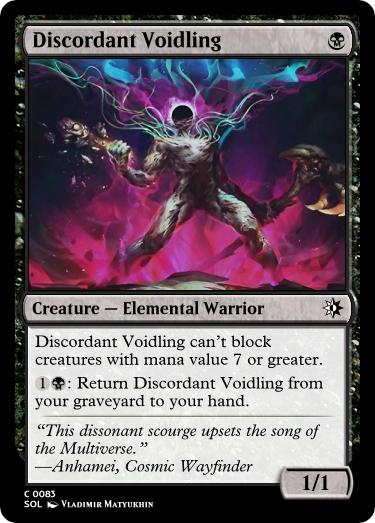 Discordant Voidling
Creature — Elemental Warrior
Discordant Voidling can't block
creatures with mana value 7 or greater.
1: Return Discordant Voidling from
your graveyard to your hand.
"This dissonant scourge upsets the song of
the Multiverse."
—Anhamei, Cosmic Wayfinder
1/1
C 0083
SOL Vladimir Matyukhin